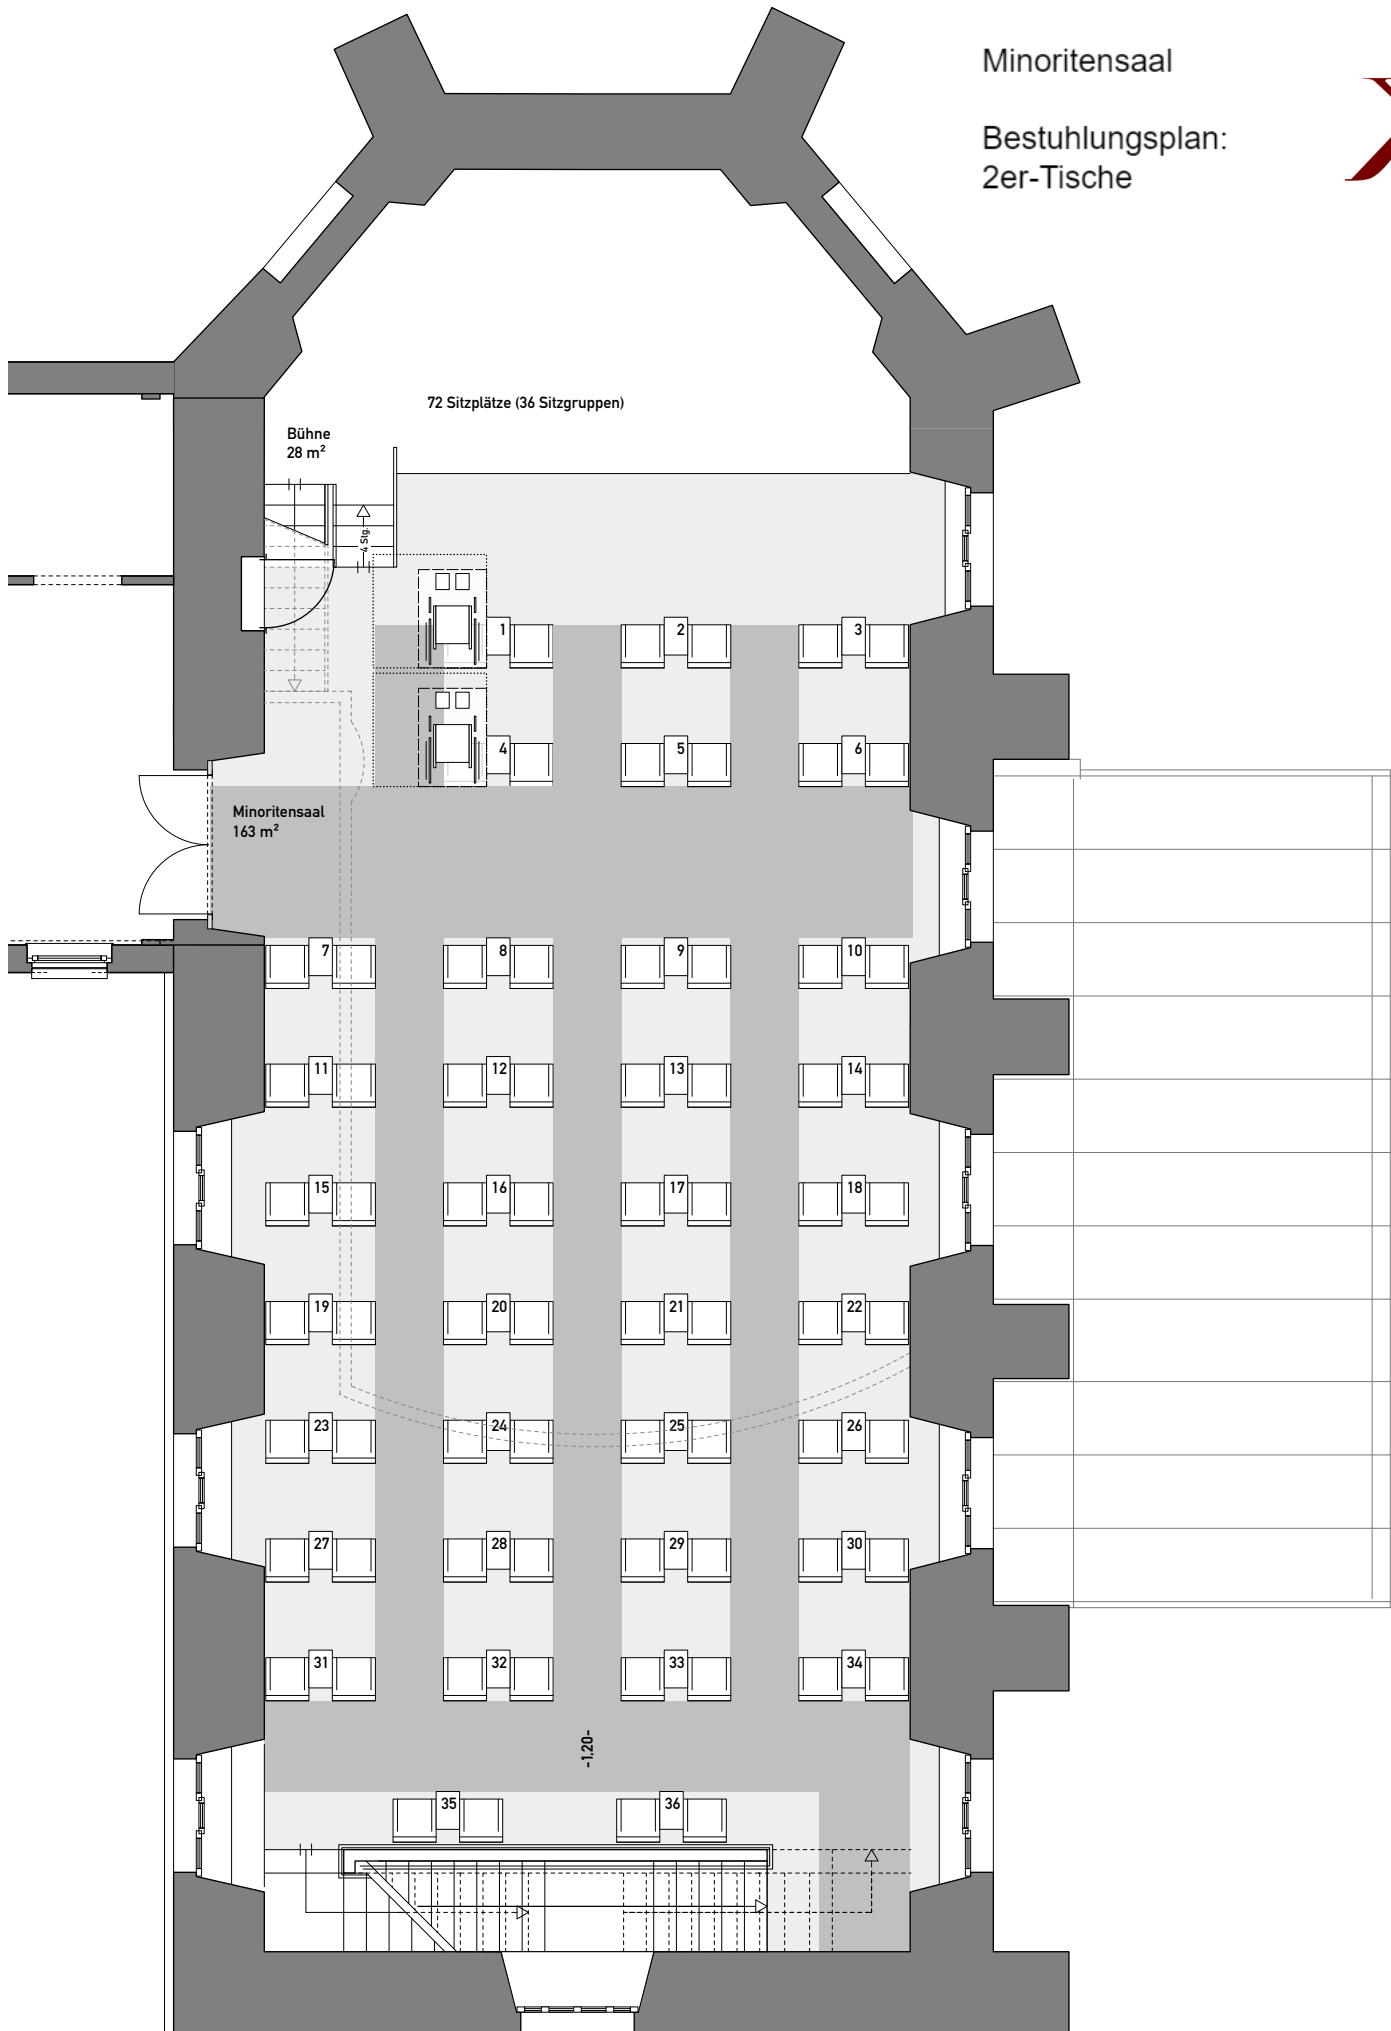 Minoritensaal
Bestuhlungsplan:
2er-Tische
72 Sitzplätze (36 Sitzgruppen)
Bühne
28 m²
4 Stg.
1 2 3
4 5 6
Minoritensaal
163 m²
7 8 9 10
11 12 13 14
15 16 17 18
19 20 21 22
23 24 25 26
27 28 29 30
31 32 33 34
-1,20-
35 36